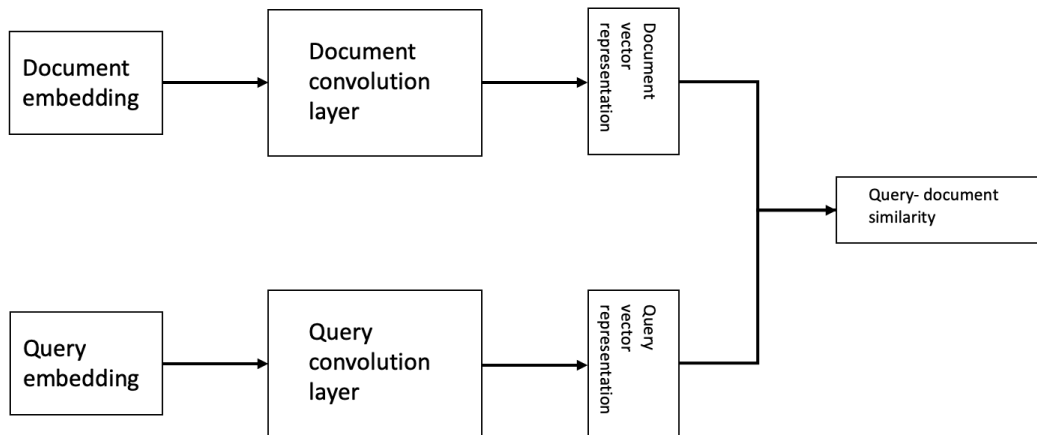 Document
embedding
Document
convolution
layer
Document
vector
representation
Query- document
similarity
Query
embedding
Query
convolution
layer
Query
vector
representation